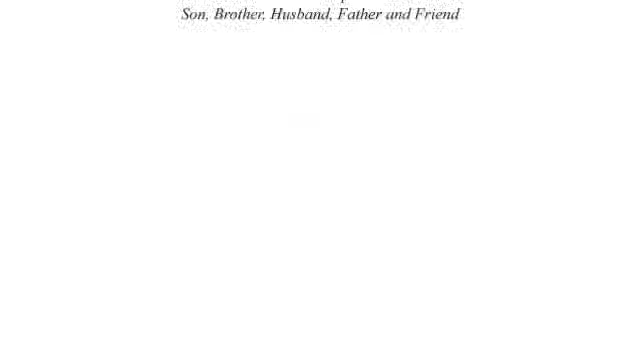 Son, Brother, Husband, Father and Friend